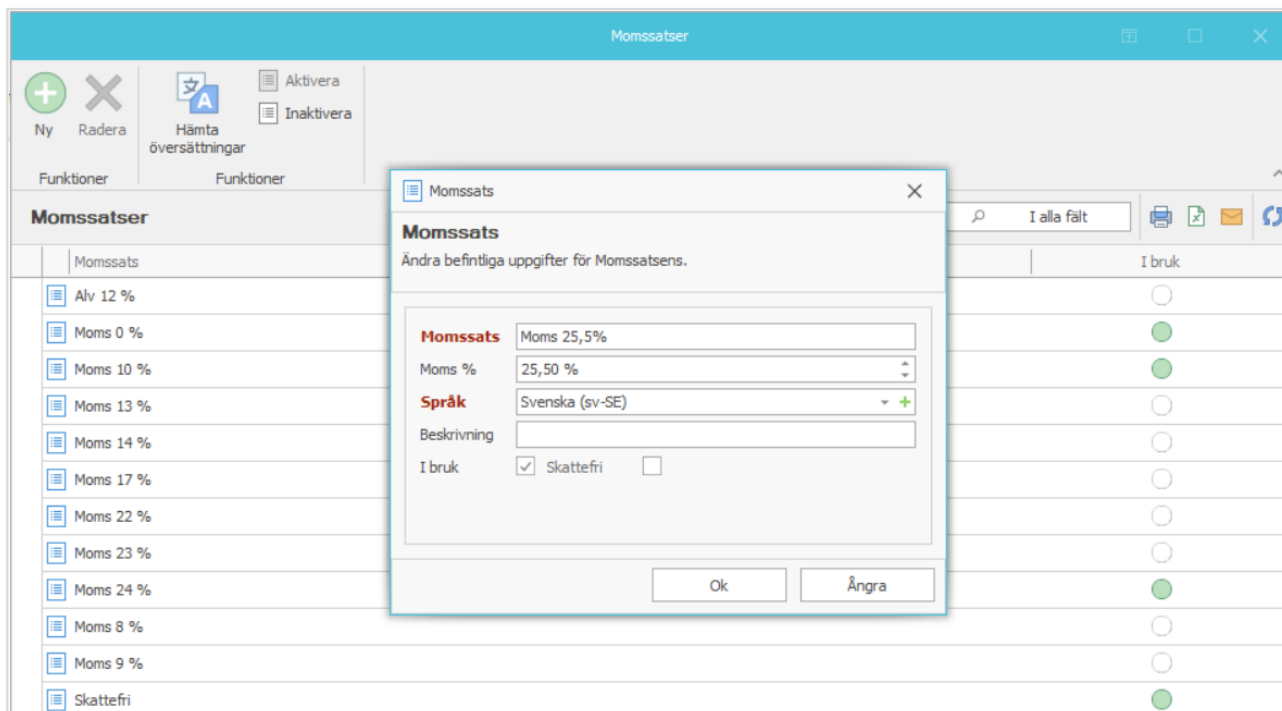 Momssatser
Aktivera
Inaktivera
Ny
Radera
Hämta
översättningar
Funktioner
Funktioner
Momssatser
I alla fält
Momssats
I bruk
Alv 12 %
Moms 0 %
Moms 10 %
Moms 13 %
Moms 14 %
Moms 17 %
Moms 22 %
Moms 23 %
Moms 24 %
Moms 8 %
Moms 9 %
Skattefri
Momssats
Momssats
Ändra befintliga uppgifter för Momssatsens.
Momssats Moms 25,5%
Moms % 25,50 %
Språk Svenska (sv-SE)
Beskrivning
I bruk Skattefri
Ok Ångra